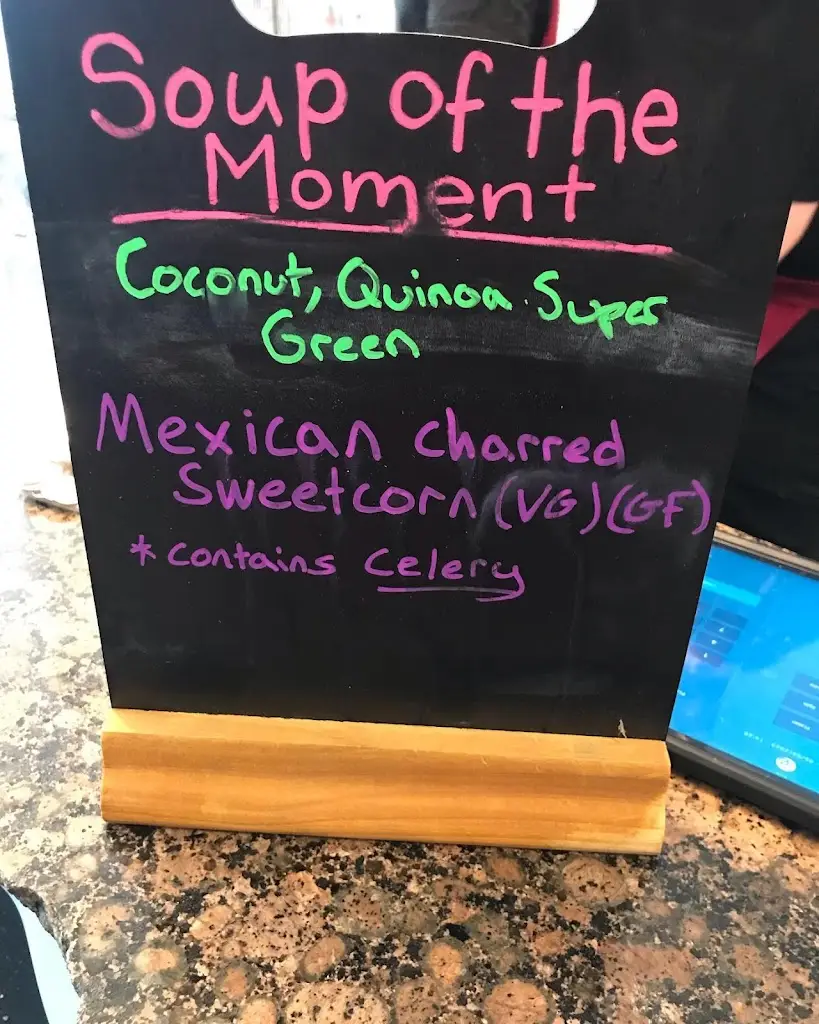 Soup of the
Moment
Coconut, Quinoa Super
Green
Mexican charred
Sweetcorn (VG) (GF)
* contains Celery